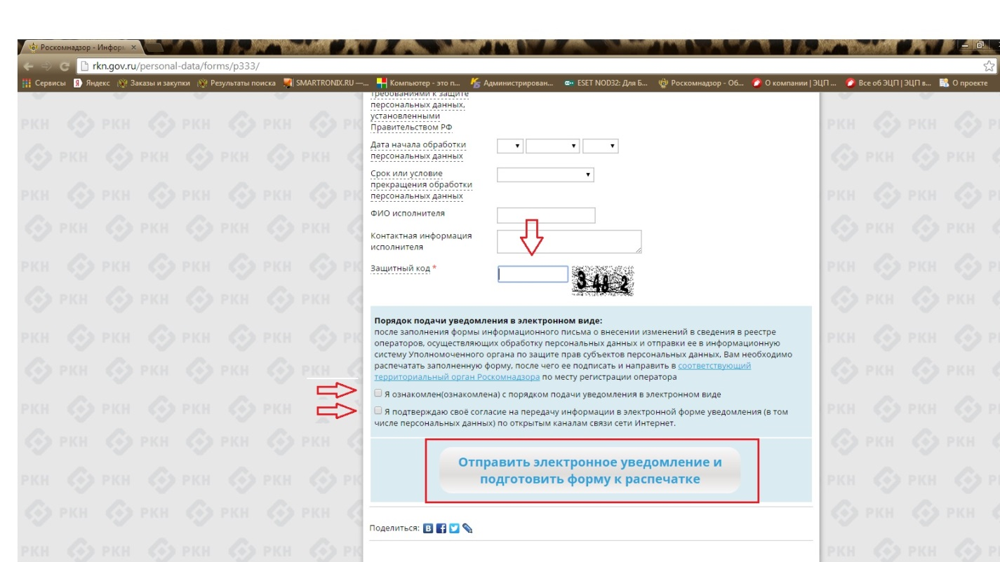 Роскомнадзор - Инфор
rkn.gov.ru/personal-data/forms/p333/
Сервисы Яндекс Заказы и закупки Результаты поиска SMARTRONIX.RU —... Компьютер - это п... Администрирован... ESET NOD32: Для Б... Роскомнадзор - Об... О компании | ЭЦП ... Все об ЭЦП | ЭЦП в... О проекте
требованиями к защите
персональных данных,
установленными
Правительством РФ
Дата начала обработки
персональных данных
Срок или условие
прекращения обработки
персональных данных
ФИО исполнителя
Контактная информация
исполнителя
Защитный код *
3 48 2
Порядок подачи уведомления в электронном виде:
после заполнения формы информационного письма о внесении изменений в сведения в реестре
операторов, осуществляющих обработку персональных данных и отправки ее в информационную
систему Уполномоченного органа по защите прав субъектов персональных данных, Вам необходимо
распечатать заполненную форму, после чего ее подписать и направить в соответствующий
территориальный орган Роскомнадзора по месту регистрации оператора
Я ознакомлен(ознакомлена) с порядком подачи уведомления в электронном виде
Я подтверждаю своё согласие на передачу информации в электронной форме уведомления (в том
числе персональных данных) по открытым каналам связи сети Интернет.
Отправить электронное уведомление и
подготовить форму к распечатке
Поделиться:
РКН